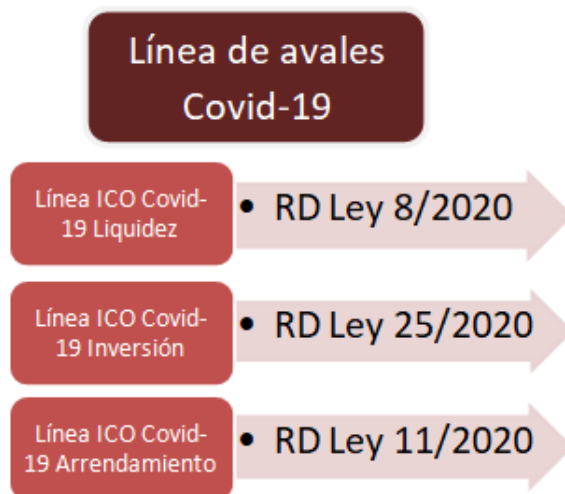 Línea de avales
Covid-19
Línea ICO Covid-
19 Liquidez
• RD Ley 8/2020
Línea ICO Covid-
19 Inversión
• RD Ley 25/2020
Línea ICO Covid-
19 Arrendamiento
• RD Ley 11/2020